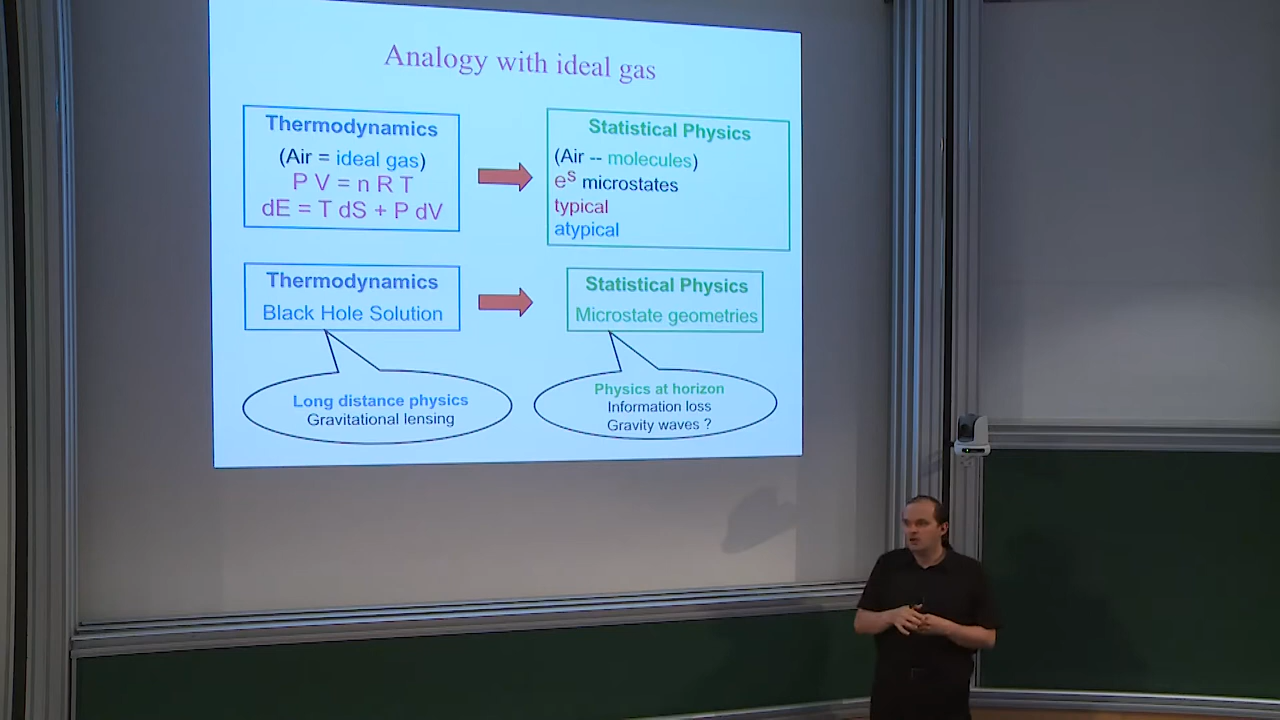 Analogy with ideal gas
Thermodynamics
(Air = ideal gas)
P V = n R T
dE = T dS + P dV
Statistical Physics
(Air -- molecules)
e^S microstates
typical
atypical
Thermodynamics
Black Hole Solution
Statistical Physics
Microstate geometries
Long distance physics
Gravitational lensing
Physics at horizon
Information loss
Gravity waves ?